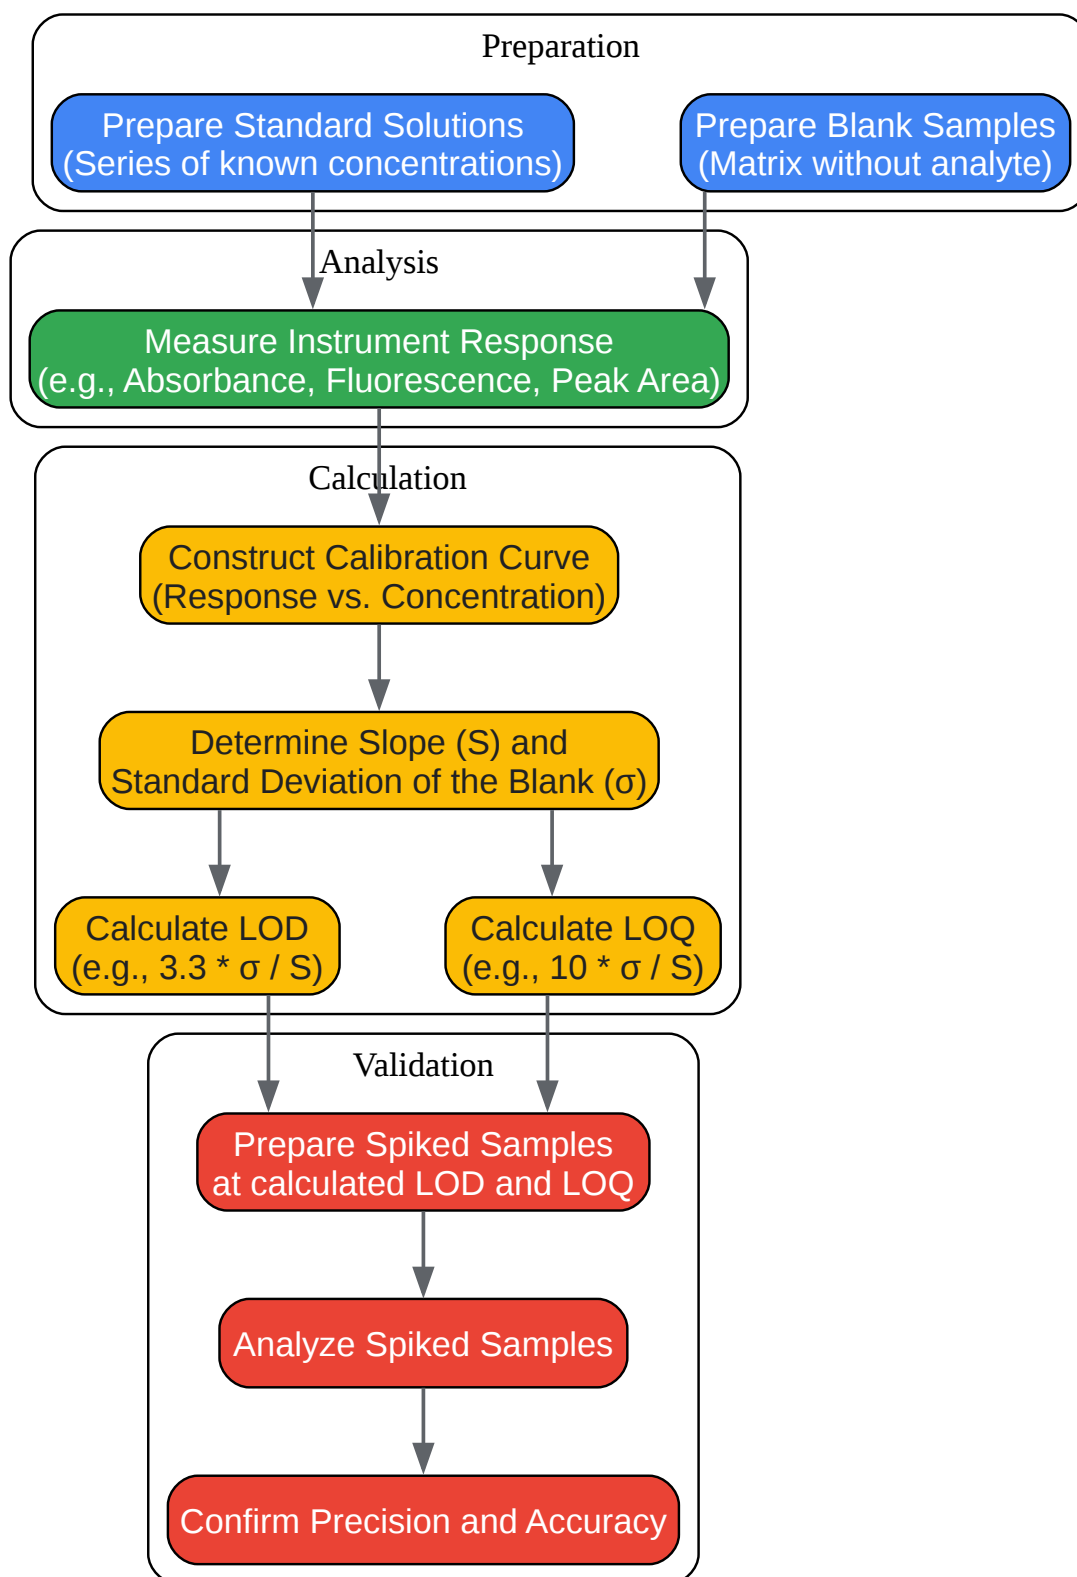 Preparation
Prepare Standard Solutions
(Series of known concentrations)
Prepare Blank Samples
(Matrix without analyte)
Analysis
Measure Instrument Response
(e.g., Absorbance, Fluorescence, Peak Area)
Calculation
Construct Calibration Curve
(Response vs. Concentration)
Determine Slope (S) and
Standard Deviation of the Blank (σ)
Calculate LOD
(e.g., 3.3 * σ / S)
Calculate LOQ
(e.g., 10 * σ / S)
Validation
Prepare Spiked Samples
at calculated LOD and LOQ
Analyze Spiked Samples
Confirm Precision and Accuracy